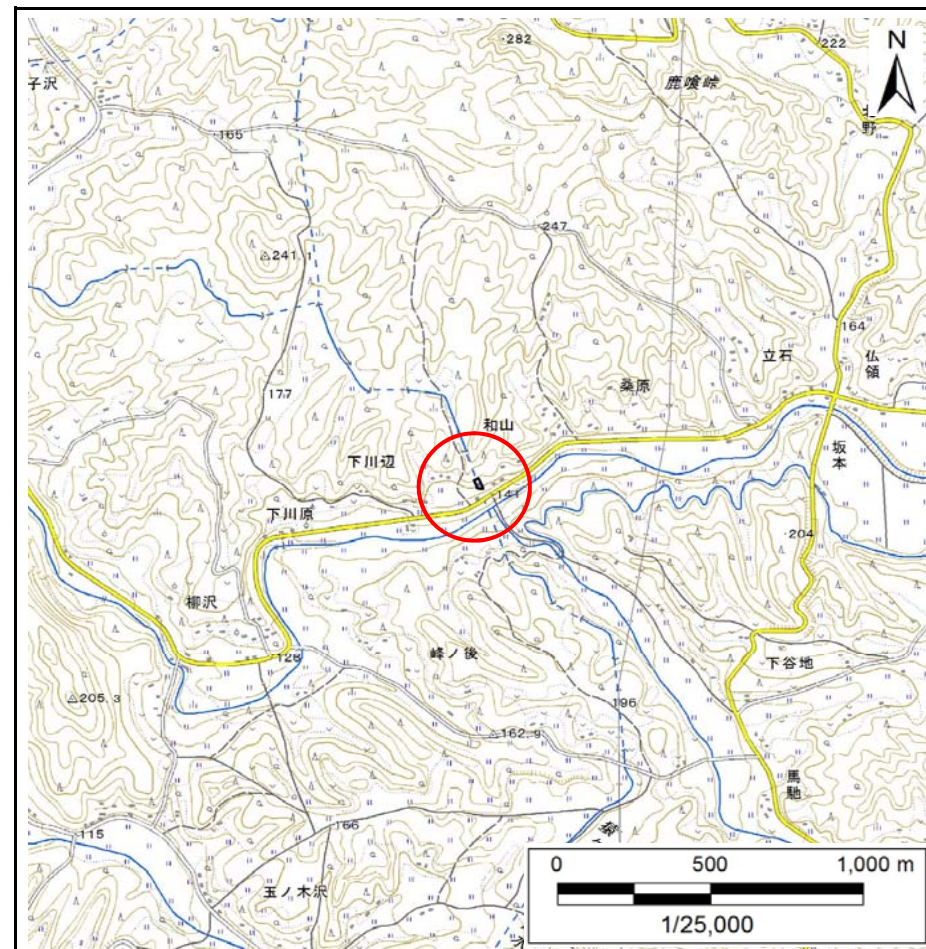 282
222
N
子沢
鹿喰峠
165
北野
247
241.1
164
立石
仏領
桑原
177
和山
坂本
下川辺
141
下川原
204
柳沢
峰ノ後
下谷地
128
205.3
196
162.9
馬馳
166
115
玉ノ木沢
0 500 1,000 m
1/25,000